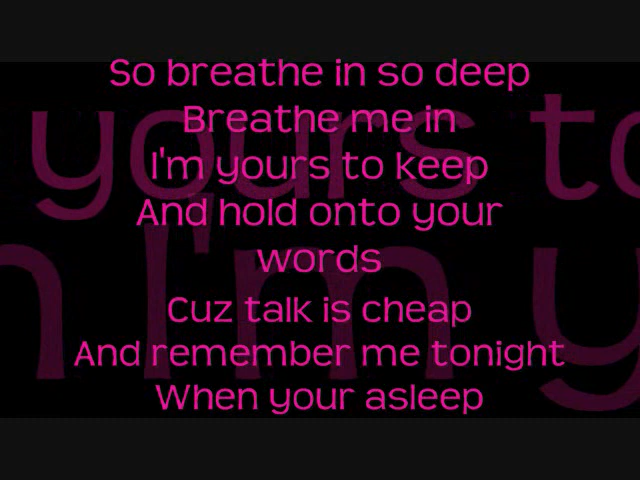 So breathe in so deep
Breathe me in
I'm yours to keep
And hold onto your
words
Cuz talk is cheap
And remember me tonight
When your asleep